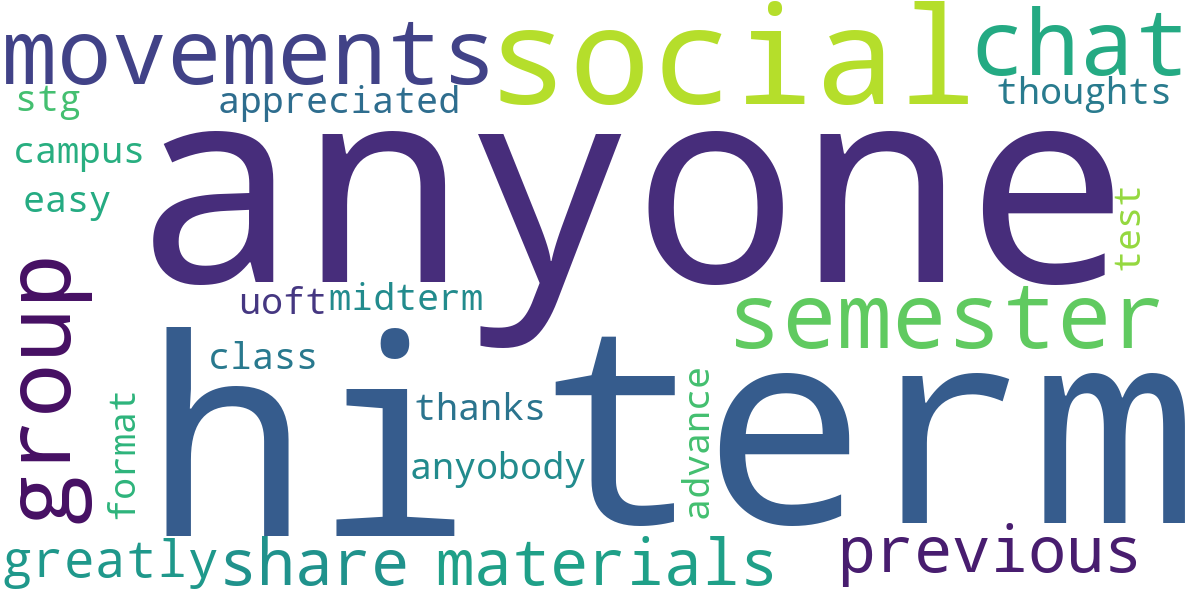 movements social chat
stg appreciated thoughts
campus anyone
easy test
group uoft midterm semester
class hi term
format thanks advance
anyobody
greatly share materials previous